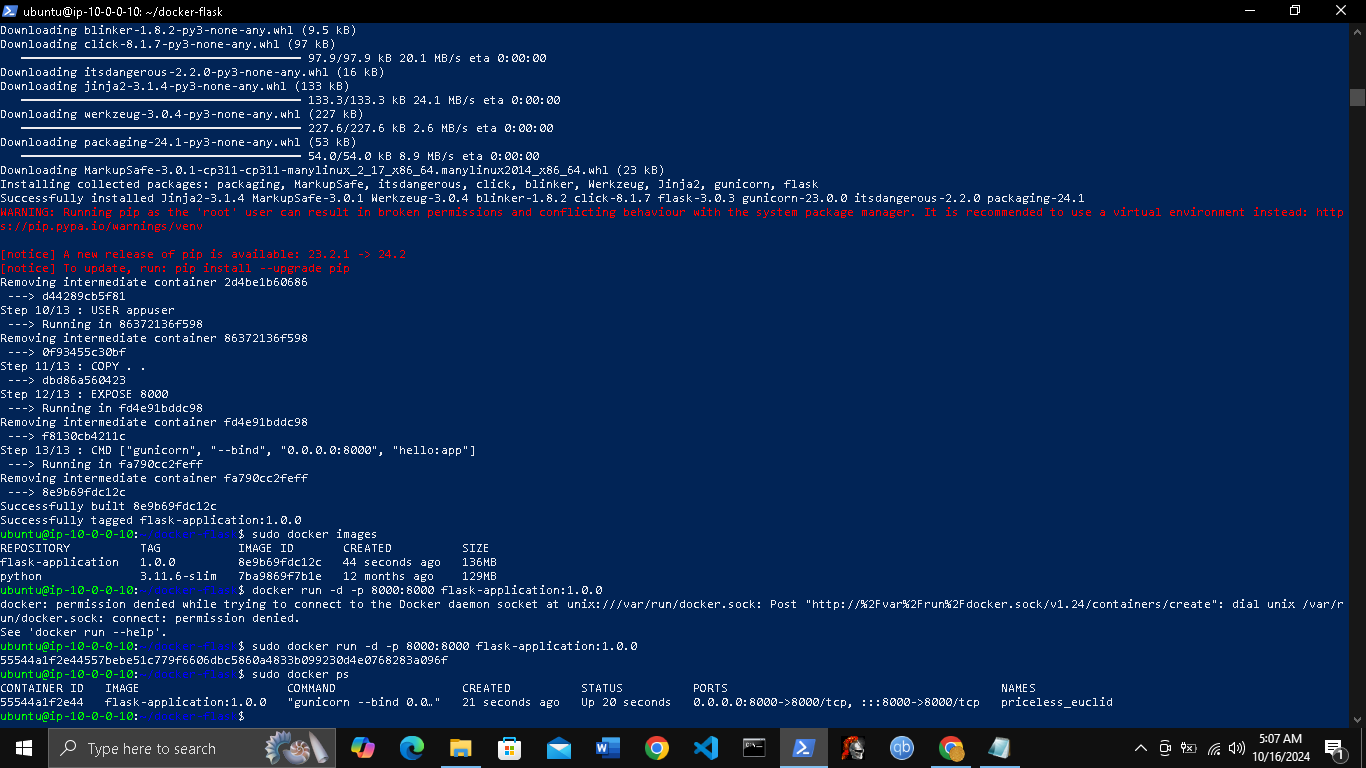 ubuntu@ip-10-0-0-10: ~/docker-flask
Downloading blinker-1.8.2-py3-none-any.whl (9.5 kB)
Downloading click-8.1.7-py3-none-any.whl (97 kB)
97.9/97.9 kB 20.1 MB/s eta 0:00:00
Downloading itsdangerous-2.2.0-py3-none-any.whl (16 kB)
Downloading jinja2-3.1.4-py3-none-any.whl (133 kB)
133.3/133.3 kB 24.1 MB/s eta 0:00:00
Downloading werkzeug-3.0.4-py3-none-any.whl (227 kB)
227.6/227.6 kB 2.6 MB/s eta 0:00:00
Downloading packaging-24.1-py3-none-any.whl (53 kB)
54.0/54.0 kB 8.9 MB/s eta 0:00:00
Downloading MarkupSafe-3.0.1-cp311-cp311-manylinux_2_17_x86_64.manylinux2014_x86_64.whl (23 kB)
Installing collected packages: packaging, MarkupSafe, itsdangerous, click, blinker, Werkzeug, Jinja2, gunicorn, flask
Successfully installed Jinja2-3.1.4 MarkupSafe-3.0.1 Werkzeug-3.0.4 blinker-1.8.2 click-8.1.7 flask-3.0.3 gunicorn-23.0.0 itsdangerous-2.2.0 packaging-24.1
WARNING: Running pip as the 'root' user can result in broken permissions and conflicting behaviour with the system package manager. It is recommended to use a virtual environment instead: http
s://pip.pypa.io/warnings/venv
[notice] A new release of pip is available: 23.2.1 -> 24.2
[notice] To update, run: pip install --upgrade pip
Removing intermediate container 2d4be1b60686
---> d44289cb5f81
Step 10/13 : USER appuser
---> Running in 86372136f598
Removing intermediate container 86372136f598
---> 0f93455c30bf
Step 11/13 : COPY . .
---> dbd86a560423
Step 12/13 : EXPOSE 8000
---> Running in fd4e91bddc98
Removing intermediate container fd4e91bddc98
---> f8130cb4211c
Step 13/13 : CMD ["gunicorn", "--bind", "0.0.0.0:8000", "hello:app"]
---> Running in fa790cc2feff
Removing intermediate container fa790cc2feff
---> 8e9b69fdc12c
Successfully built 8e9b69fdc12c
Successfully tagged flask-application:1.0.0
ubuntu@ip-10-0-0-10:~/docker-flask$ sudo docker images
REPOSITORY TAG IMAGE ID CREATED SIZE
flask-application 1.0.0 8e9b69fdc12c 44 seconds ago 136MB
python 3.11.6-slim 7ba9869f7b1e 12 months ago 129MB
ubuntu@ip-10-0-0-10:~/docker-flask$ docker run -d -p 8000:8000 flask-application:1.0.0
docker: permission denied while trying to connect to the Docker daemon socket at unix:///var/run/docker.sock: Post "http://%2Fvar%2Frun%2Fdocker.sock/v1.24/containers/create": dial unix /var/r
un/docker.sock: connect: permission denied.
See 'docker run --help'.
ubuntu@ip-10-0-0-10:~/docker-flask$ sudo docker run -d -p 8000:8000 flask-application:1.0.0
55544a1f2e44557bebe51c779f6606dbc5860a4833b099230d4e0768283a096f
ubuntu@ip-10-0-0-10:~/docker-flask$ sudo docker ps
CONTAINER ID IMAGE COMMAND CREATED STATUS PORTS NAMES
55544a1f2e44 flask-application:1.0.0 "gunicorn --bind 0.0…" 21 seconds ago Up 20 seconds 0.0.0.0:8000->8000/tcp, :::8000->8000/tcp priceless_euclid
ubuntu@ip-10-0-0-10:~/docker-flask$
Type here to search
qb
5:07 AM
10/16/2024
1